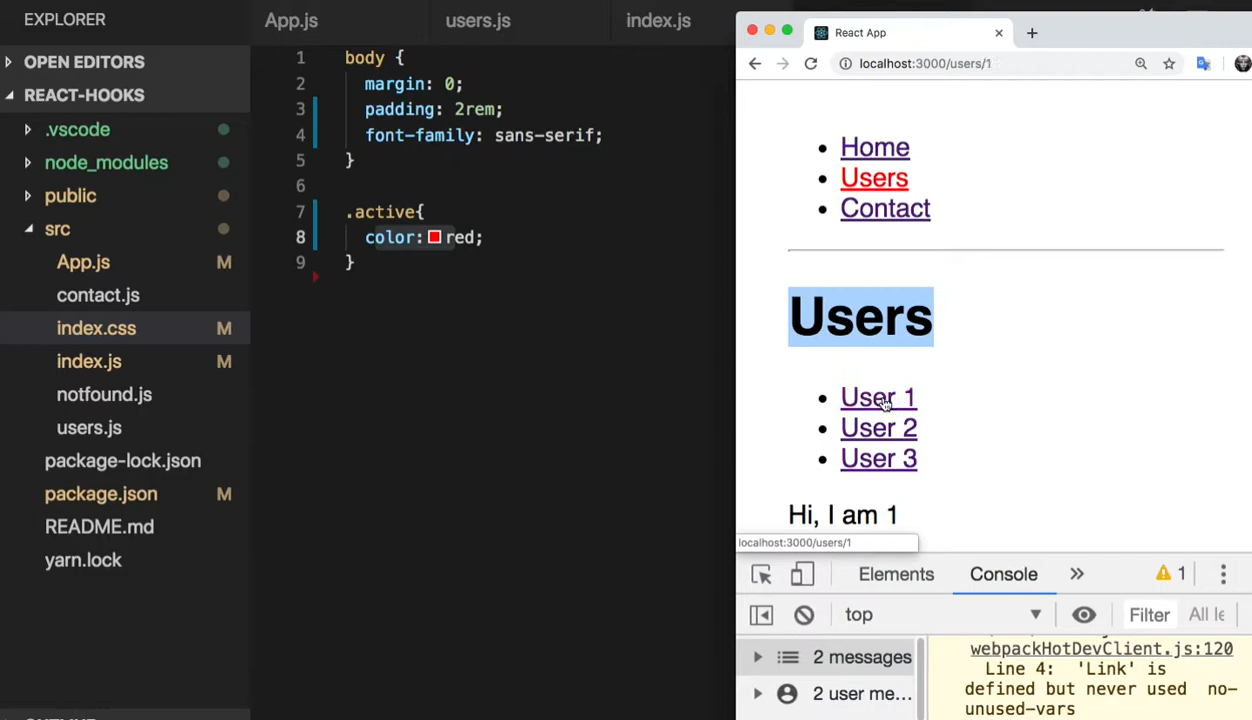 EXPLORER
OPEN EDITORS
REACT-HOOKS
.vscode
node_modules
public
src
App.js M
contact.js
index.css M
index.js M
notfound.js
users.js
package-lock.json
package.json M
README.md
yarn.lock
App.js users.js index.js
1 body {
2 margin: 0;
3 padding: 2rem;
4 font-family: sans-serif;
5 }
6
7 .active{
8 color: red;
9 }
React App
localhost:3000/users/1
Home
Users
Contact
Users
User 1
User 2
User 3
Hi, I am 1
localhost:3000/users/1
Elements Console 1
top Filter All le
2 messages
2 user me...
webpackHotDevClient.js:120
Line 4: 'Link' is
defined but never used no-
unused-vars